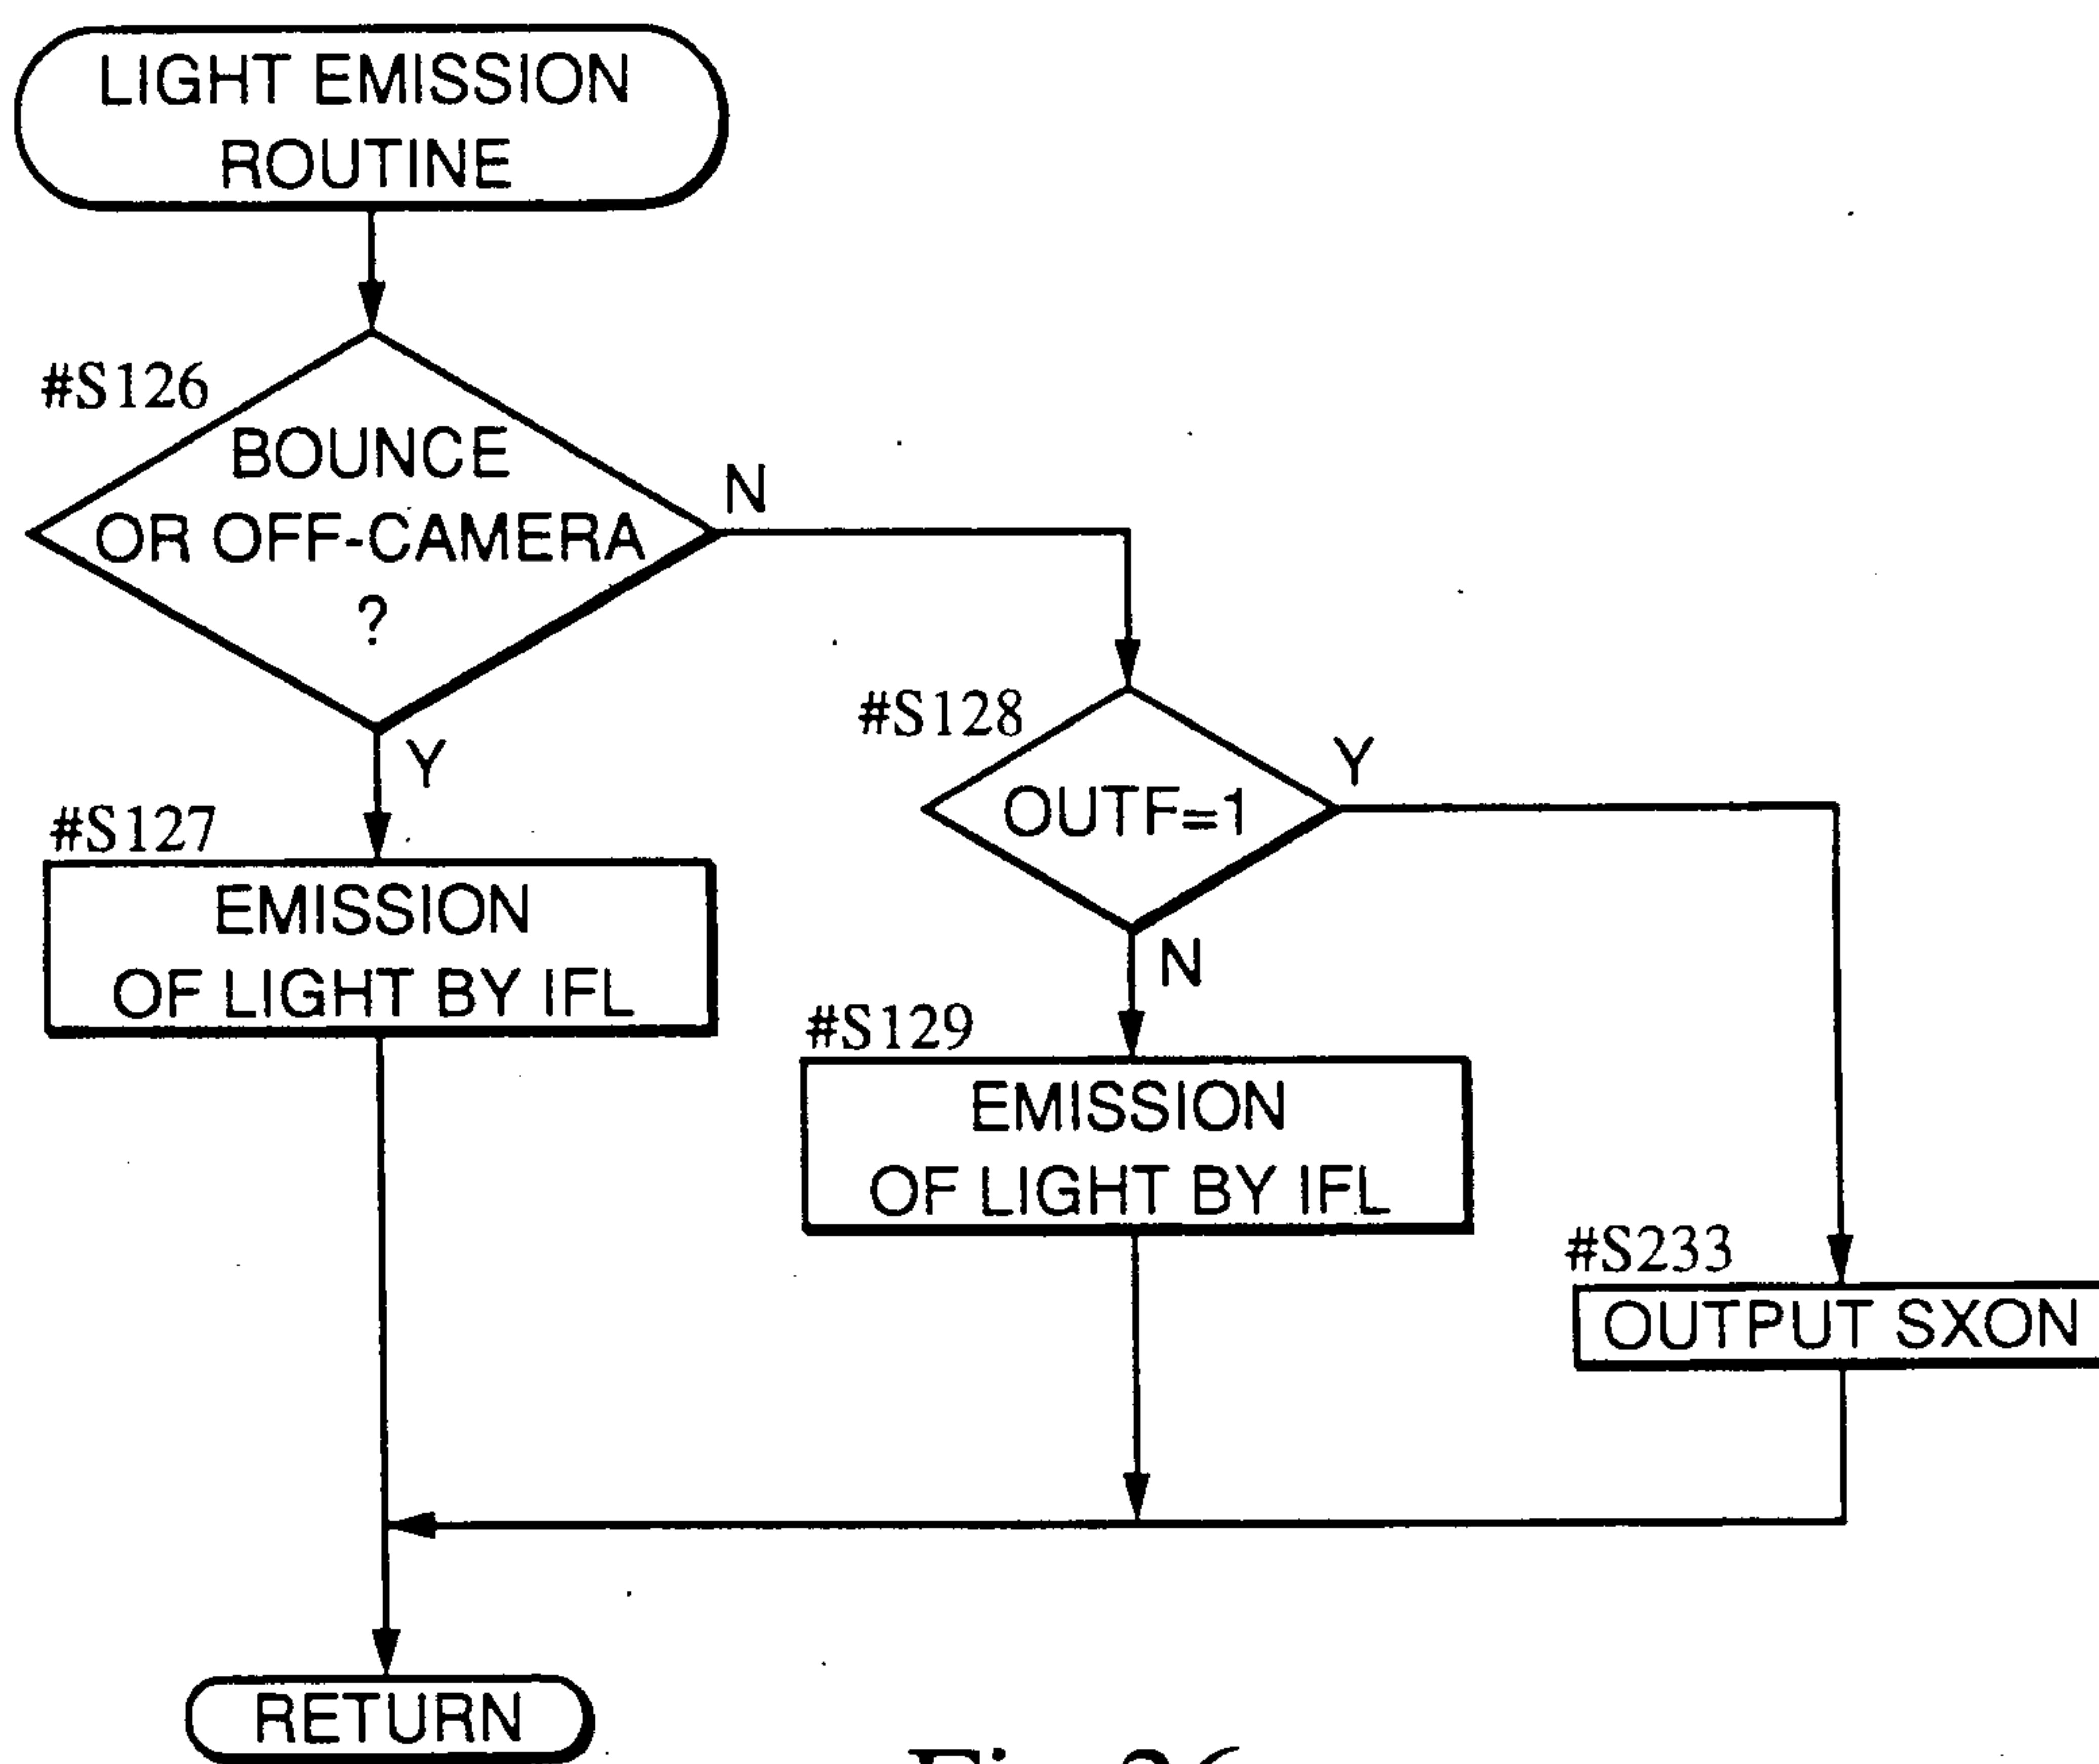 LIGHT EMISSION
ROUTINE
#S126
BOUNCE
OR OFF-CAMERA
?
N
Y
#S128
OUTF=1
Y
N
#S127
EMISSION
OF LIGHT BY IFL
#S129
EMISSION
OF LIGHT BY IFL
#S233
OUTPUT SXON
RETURN